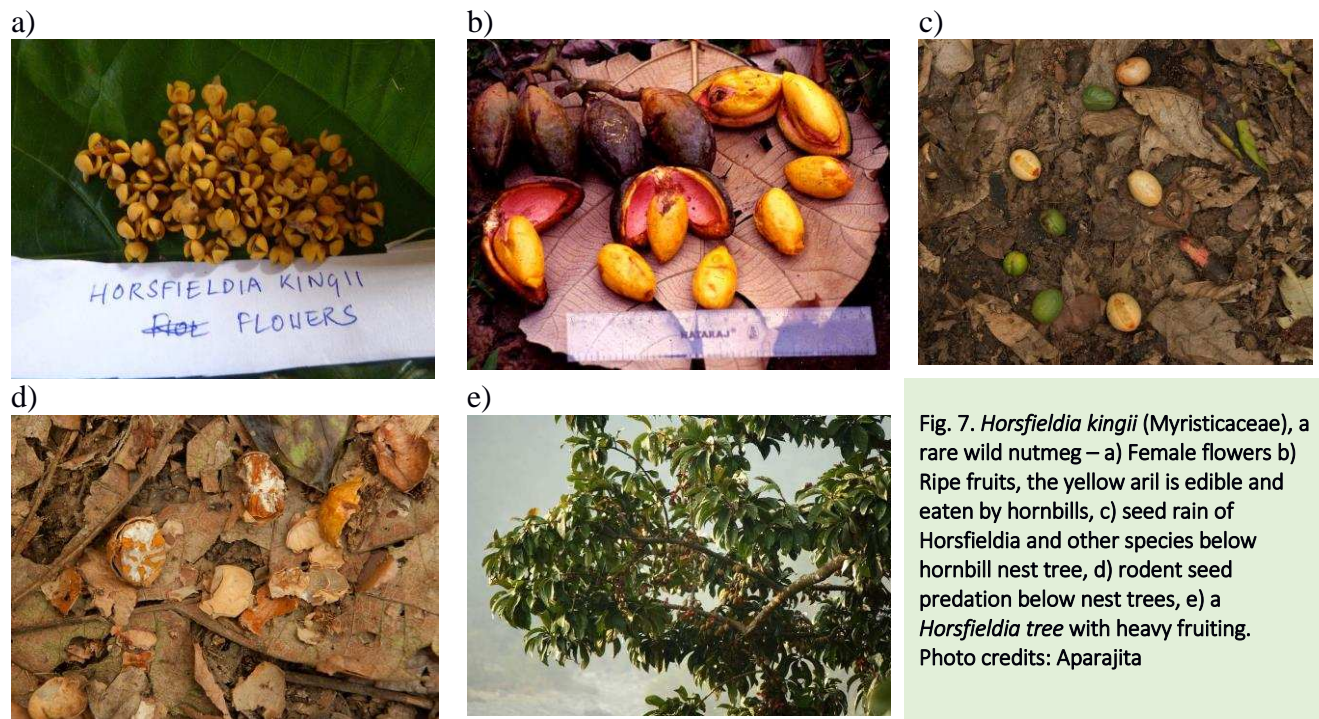 a)
b)
c)
HORSFIELDIA KINGII
FLOWERS
NATARAJ
d)
e)
Fig. 7. Horsfieldia kingii (Myristicaceae), a
rare wild nutmeg – a) Female flowers b)
Ripe fruits, the yellow aril is edible and
eaten by hornbills, c) seed rain of
Horsfieldia and other species below
hornbill nest tree, d) rodent seed
predation below nest trees, e) a
Horsfieldia tree with heavy fruiting.
Photo credits: Aparajita